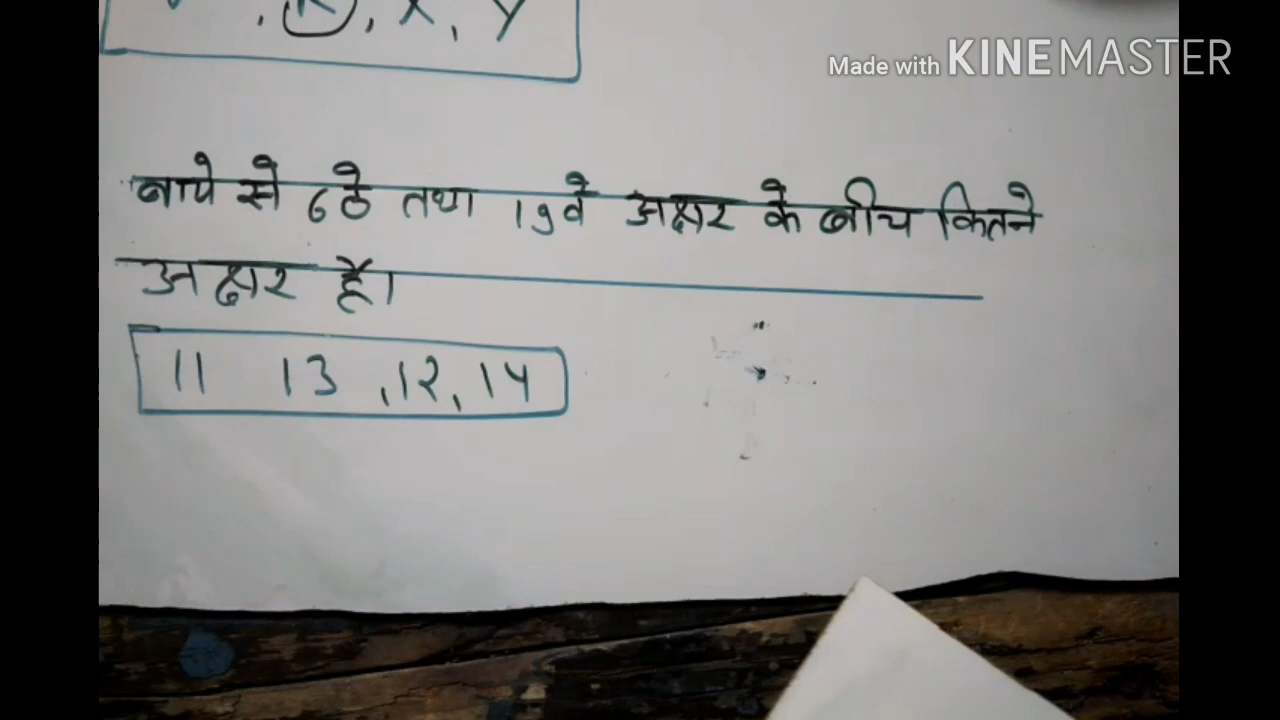 , R, X, Y
Made with KINEMASTER
बाये से 6ठे तथा 19वे अक्षर के बीच कितने
अक्षर हैं।
11 13 ,12, 14